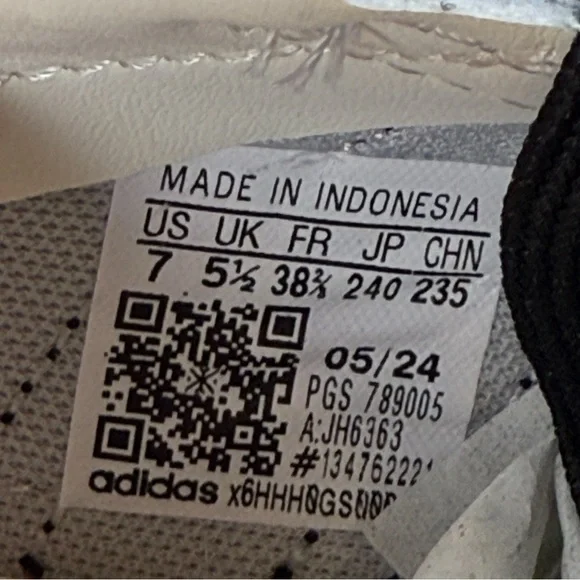 MADE IN INDONESIA
US UK FR JP CHN
7 5½ 38⅔ 240 235
05/24
PGS 789005
A:JH6363
#134762221
adidas